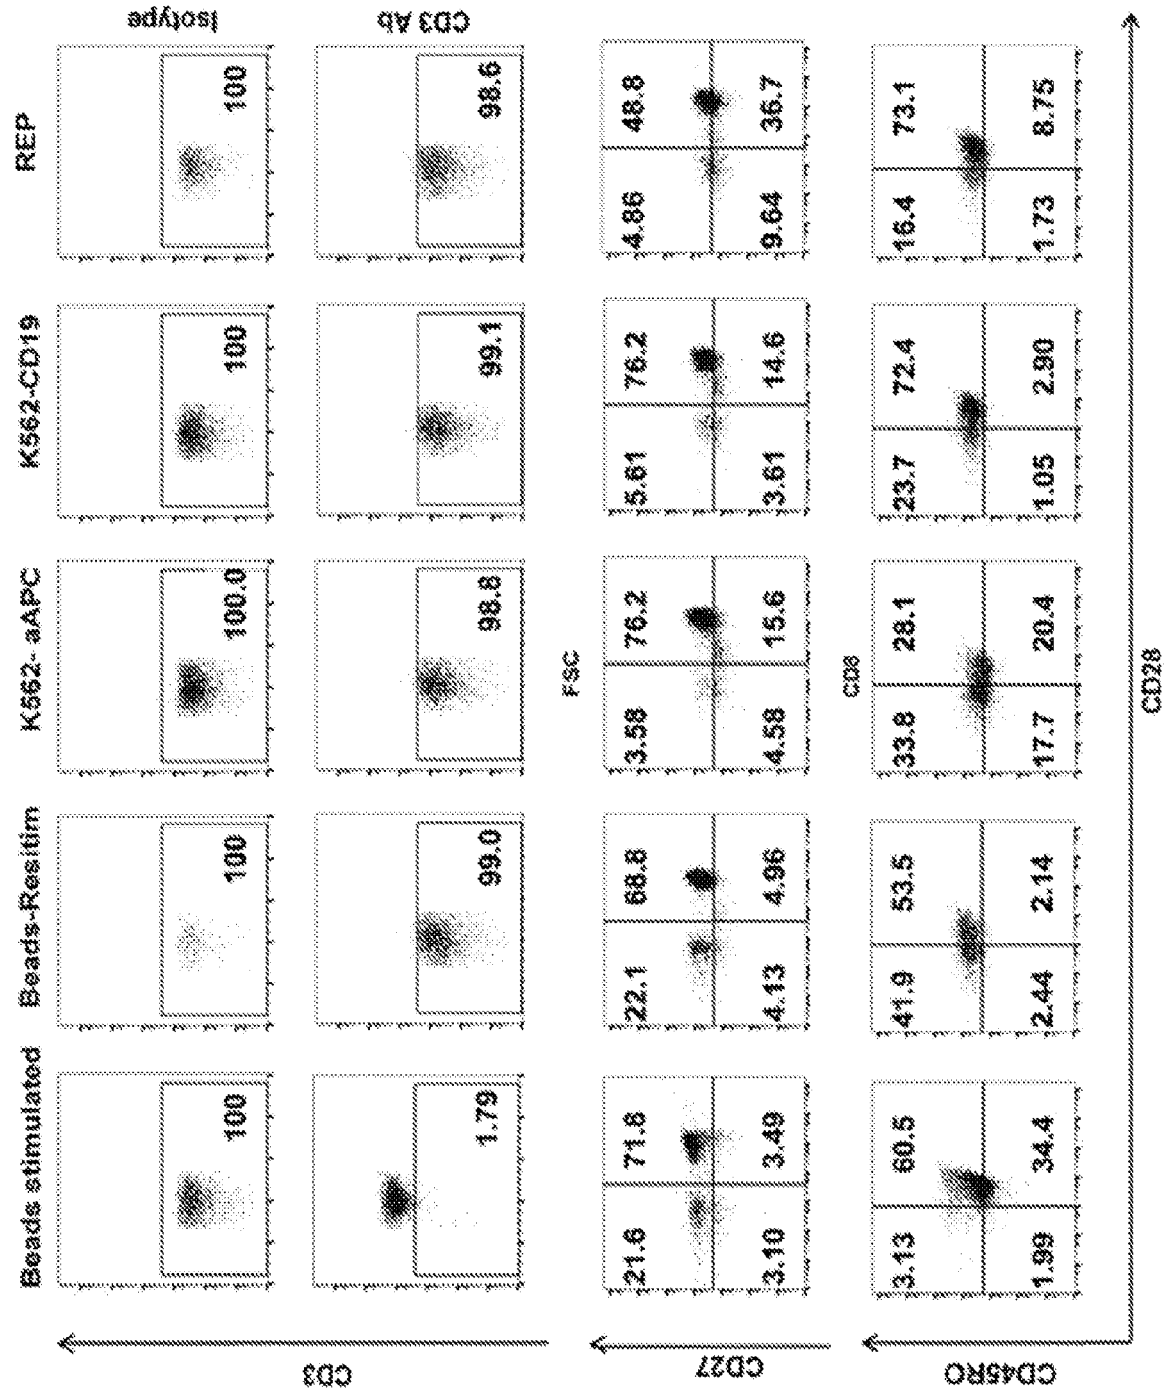 Beads stimulated
Beads-Resitim
K562- aAPC
K562-CD19
REP
CD3
100
100
100.0
100
100
Isotype
1.79
99.0
98.8
99.1
98.6
CD3 Ab
FSC
CD27
21.6 71.8
22.1 68.8
3.58 76.2
5.61 76.2
4.86 48.8
3.10 3.49
4.13 4.96
4.58 15.6
3.61 14.6
9.64 36.7
CD8
CD45RO
3.13 60.5
41.9 53.5
33.8 28.1
23.7 72.4
16.4 73.1
1.99 34.4
2.44 2.14
17.7 20.4
1.05 2.90
1.73 8.75
CD28